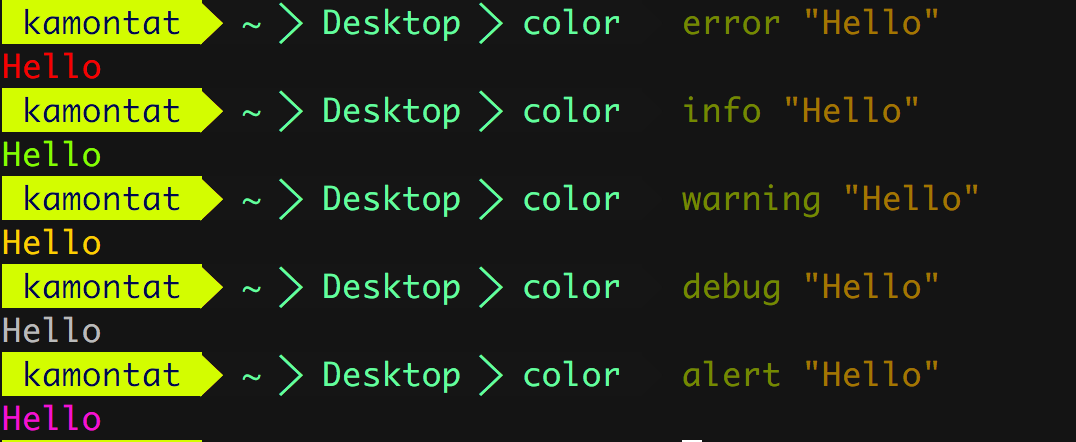 kamontat ~ Desktop color error "Hello"
Hello
kamontat ~ Desktop color info "Hello"
Hello
kamontat ~ Desktop color warning "Hello"
Hello
kamontat ~ Desktop color debug "Hello"
Hello
kamontat ~ Desktop color alert "Hello"
Hello